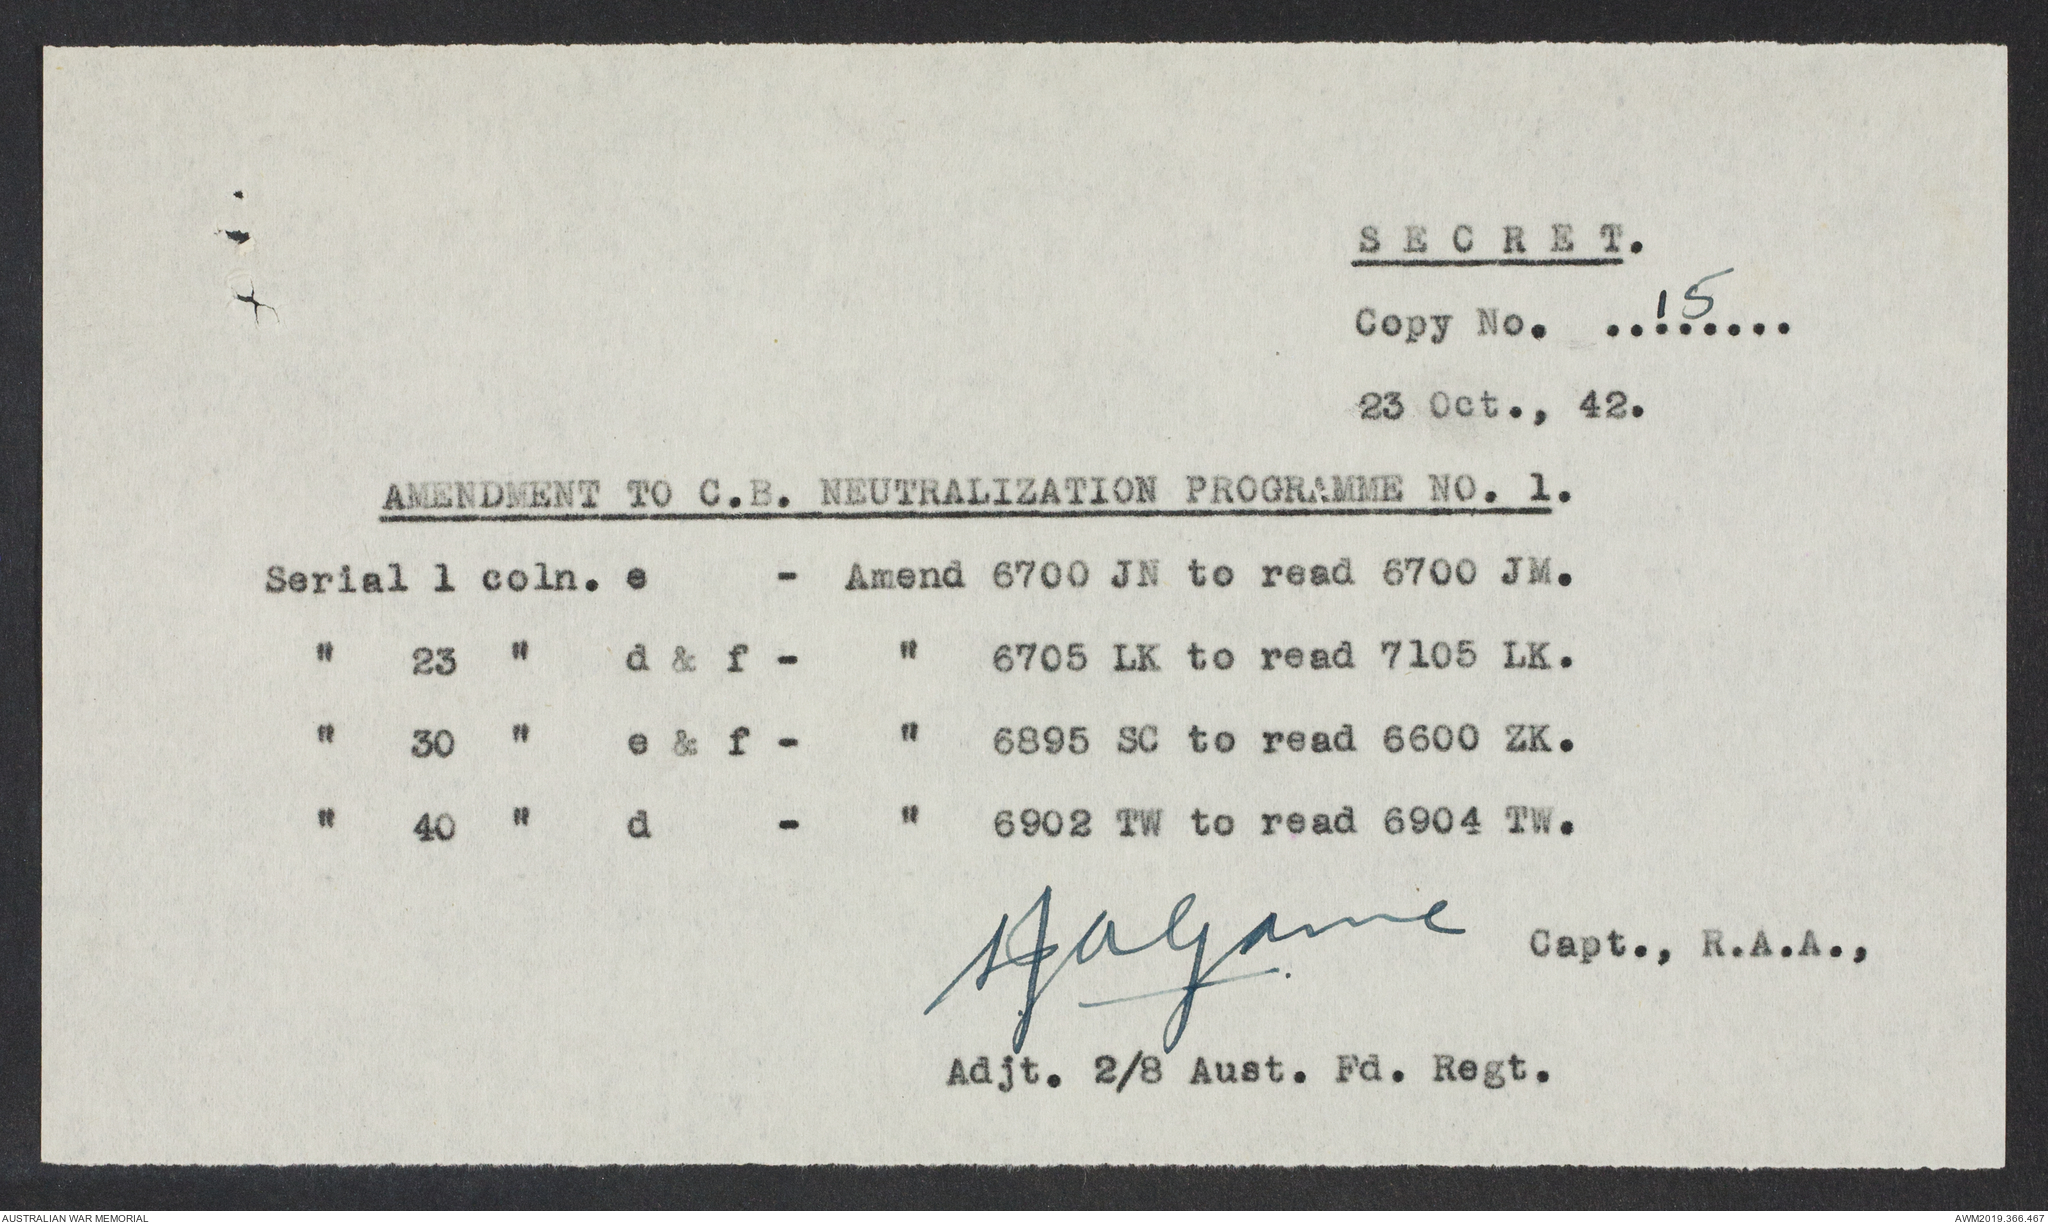 S E C R E T.
Copy No. ........ 15
23 Oct., 42.
AMENDMENT TO C.B. NEUTRALIZATION PROGRAMME NO. 1.
Serial 1 coln. e - Amend 6700 JN to read 6700 JM.
" 23 " d & f - " 6705 LK to read 7105 LK.
" 30 " e & f - " 6895 SC to read 6600 ZK.
" 40 " d - " 6902 TW to read 6904 TW.
Capt., R.A.A.,
Adjt. 2/8 Aust. Fd. Regt.
AUSTRALIAN WAR MEMORIAL
AWM2019.366.467